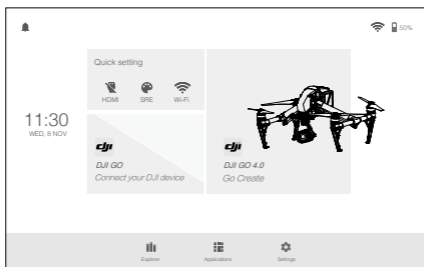 50%
Quick setting
HDMI SRE Wi-Fi
11:30
WED, 8 NOV
dji
DJI GO
Connect your DJI device
dji
DJI GO 4.0
Go Create
Explorer Applications Settings